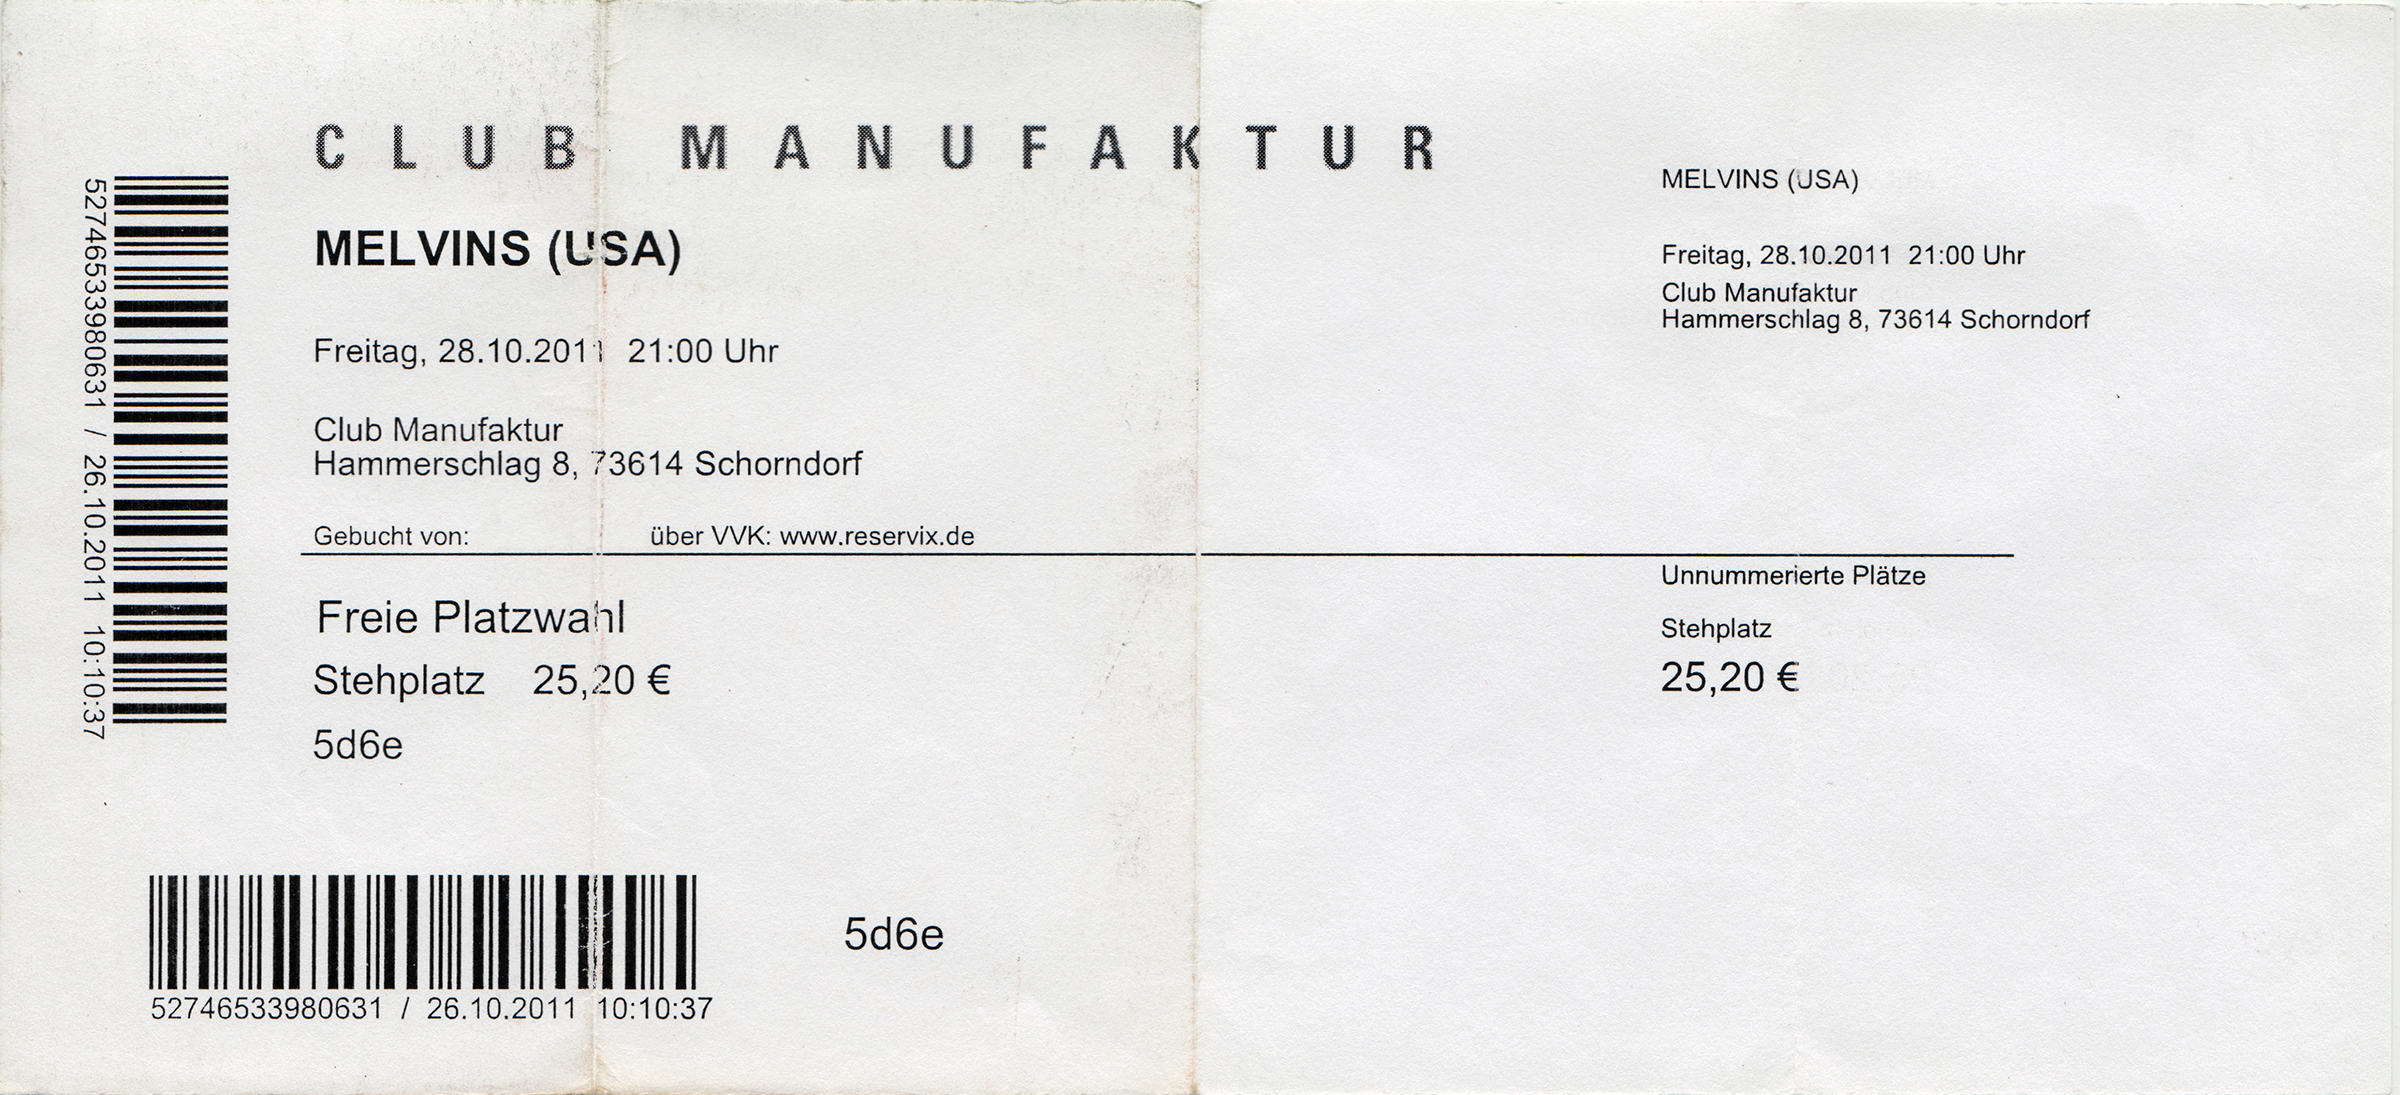 CLUB MANUFAKTUR
52746533980631 / 26.10.2011 10:10:37
MELVINS (USA)
Freitag, 28.10.2011 21:00 Uhr
Club Manufaktur
Hammerschlag 8, 73614 Schorndorf
Gebucht von: über VVK: www.reservix.de
Freie Platzwahl
Stehplatz 25,20 €
5d6e
52746533980631 / 26.10.2011 10:10:37
5d6e
MELVINS (USA)
Freitag, 28.10.2011 21:00 Uhr
Club Manufaktur
Hammerschlag 8, 73614 Schorndorf
Unnummerierte Plätze
Stehplatz
25,20 €